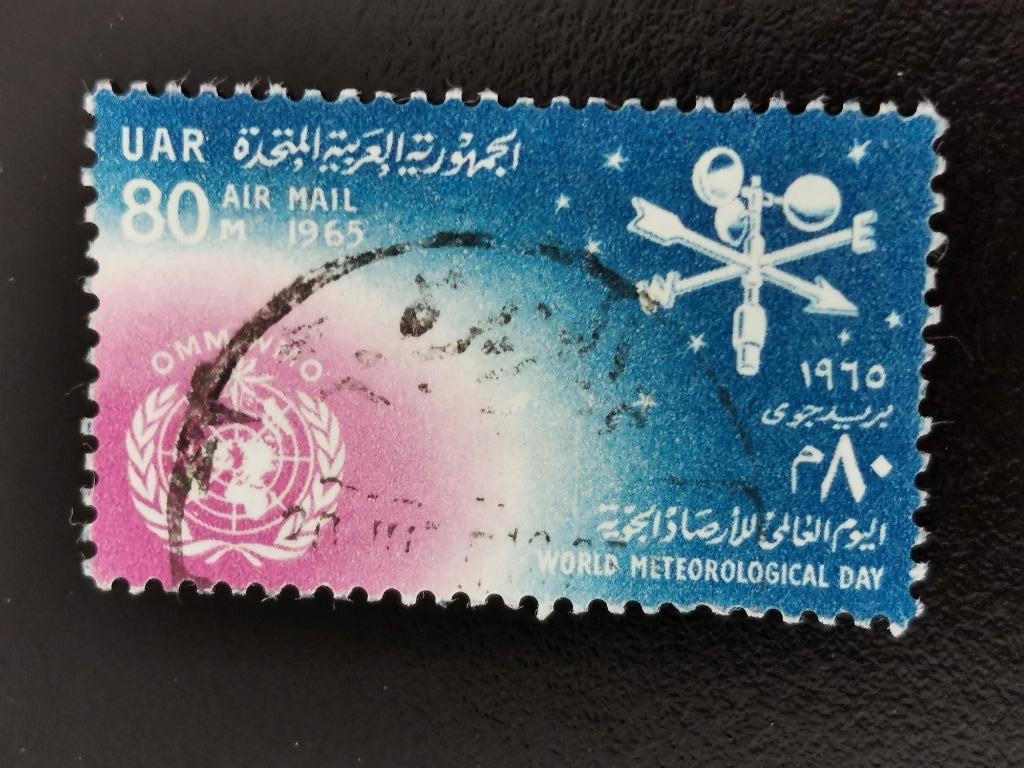 UAR الجمهورية العربية المتحدة
80 M AIR MAIL
1965
OMM WMO
W E
١٩٦٥
بريد جوى
٨٠ م
اليوم العالمى للأرصاد الجوية
WORLD METEOROLOGICAL DAY